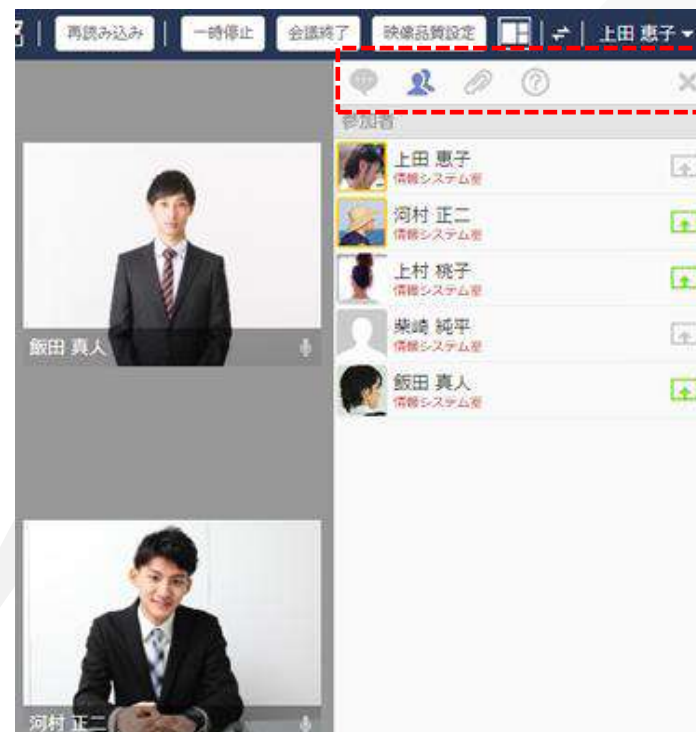 再読み込み 一時停止 会議終了 映像品質設定 上田 恵子
参加者
上田 恵子
情報システム室
河村 正二
情報システム室
上村 桃子
情報システム室
柴崎 純平
情報システム室
飯田 真人
情報システム室
飯田 真人
河村 正二